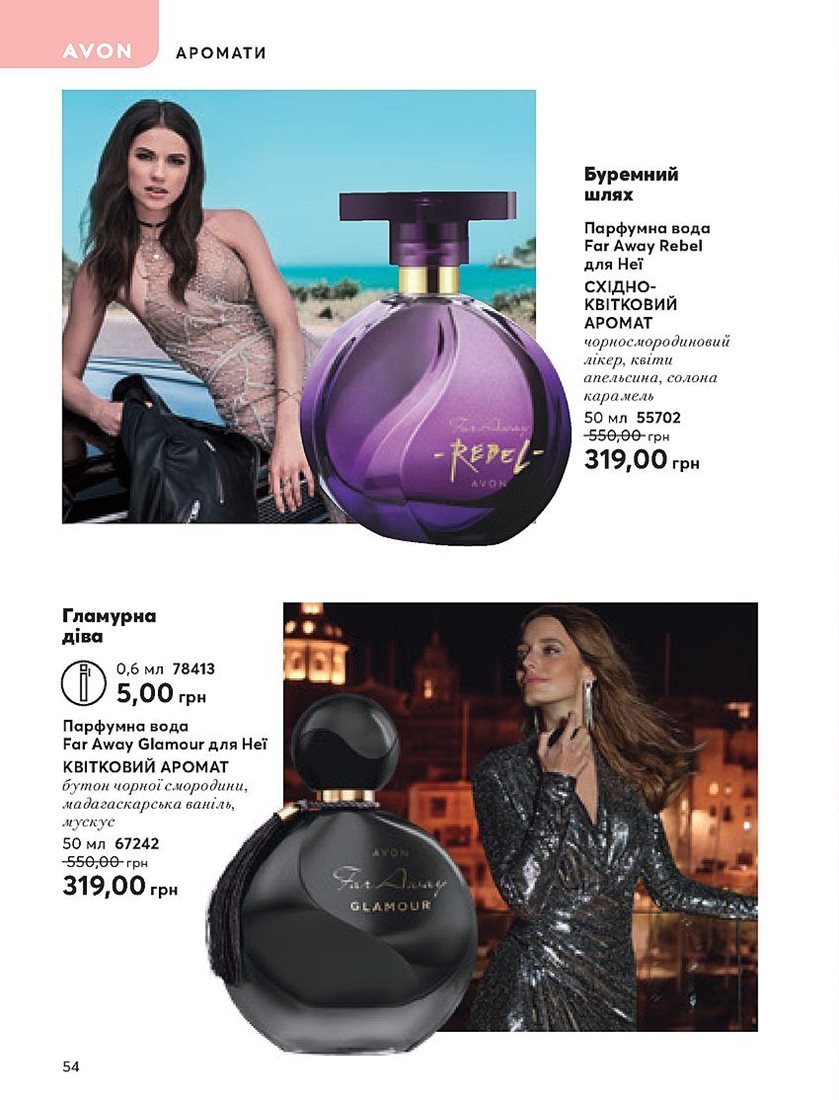 AVON
АРОМАТИ
Буремний
шлях
Парфумна вода
Far Away Rebel
для Неї
СХІДНО-
КВІТКОВИЙ
АРОМАТ
чорносмородиновий
лікер, квіти
апельсина, солона
карамель
50 мл 55702
550,00 грн
319,00 грн
Far Away
-REBEL-
AVON
Гламурна
діва
0,6 мл 78413
5,00 грн
Парфумна вода
Far Away Glamour для Неї
КВІТКОВИЙ АРОМАТ
бутон чорної смородини,
мадагаскарська ваніль,
мускус
50 мл 67242
550,00 грн
319,00 грн
AVON
Far Away
GLAMOUR
54